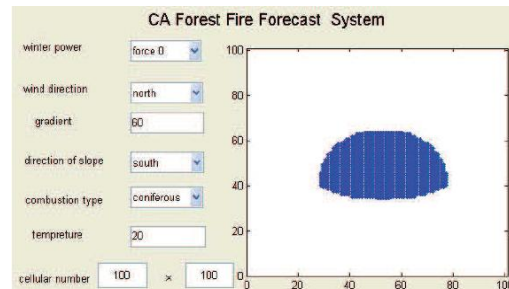 CA Forest Fire Forecast System
winter power force 0
wind direction north
gradient 60
direction of slope south
combustion type coniferous
tempreture 20
cellular number 100 × 100
100
80
60
40
20
0
20 40 60 80 100